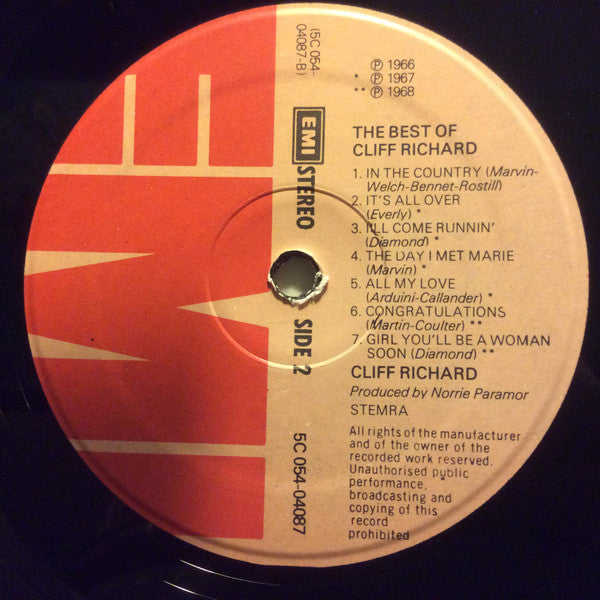 (5C 054-
04087-B)
EMI
STEREO
SIDE 2
5C 054-04087
EMI
℗ 1966
* ℗ 1967
** ℗ 1968
THE BEST OF
CLIFF RICHARD
1. IN THE COUNTRY (Marvin-
Welch-Bennet-Rostill)
2. IT'S ALL OVER
(Everly) *
3. I'LL COME RUNNIN'
(Diamond) *
4. THE DAY I MET MARIE
(Marvin) *
5. ALL MY LOVE
(Arduini-Callander) *
6. CONGRATULATIONS
(Martin-Coulter) **
7. GIRL YOU'LL BE A WOMAN
SOON (Diamond) **
CLIFF RICHARD
Produced by Norrie Paramor
STEMRA
All rights of the manufacturer
and of the owner of the
recorded work reserved.
Unauthorised public
performance,
broadcasting and
copying of this
record
prohibited